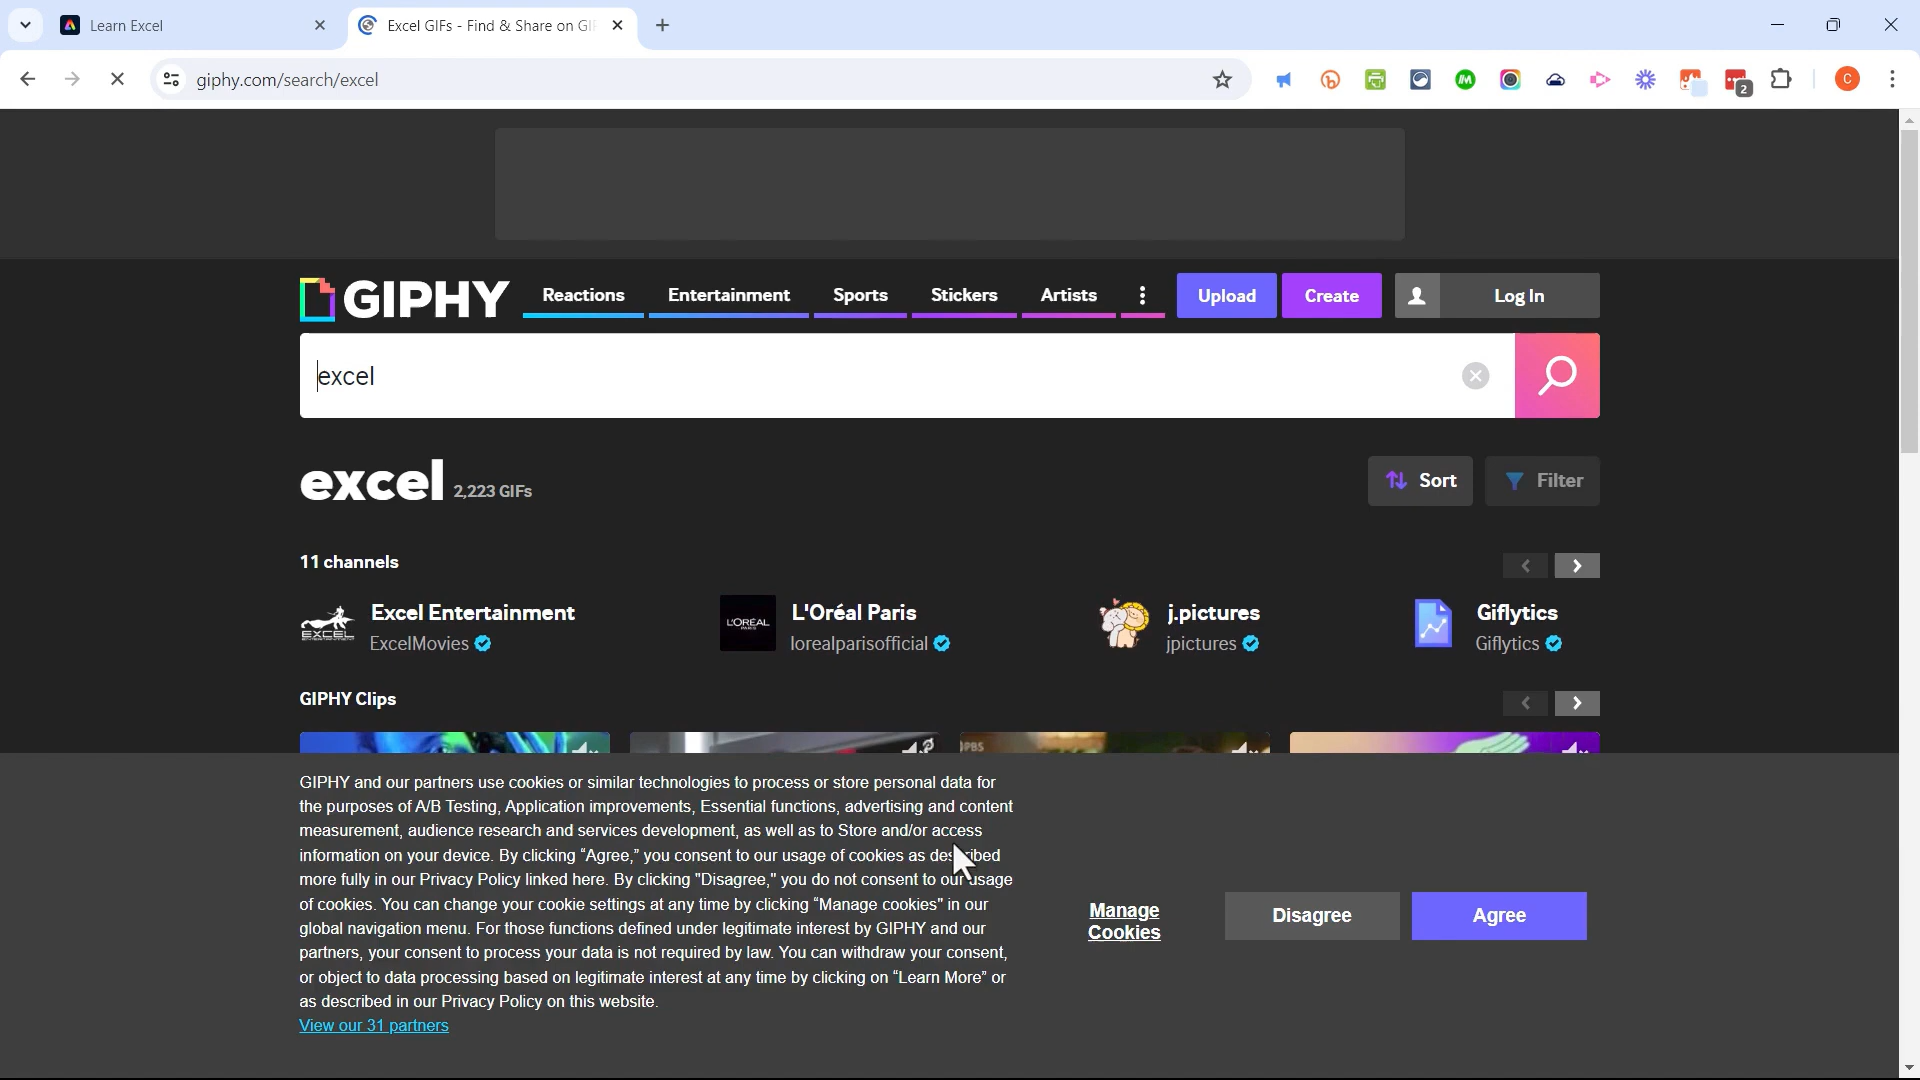 Learn Excel
Excel GIFs - Find & Share on GI
giphy.com/search/excel
2
C
GIPHY
Reactions
Entertainment
Sports
Stickers
Artists
Upload
Create
Log In
excel
excel 2,223 GIFs
Sort
Filter
11 channels
EXCEL
Excel Entertainment
ExcelMovies
L'ORÉAL
PARIS
L'Oréal Paris
lorealparisofficial
j.pictures
jpictures
Giflytics
Giflytics
GIPHY Clips
PBS
GIPHY and our partners use cookies or similar technologies to process or store personal data for
the purposes of A/B Testing, Application improvements, Essential functions, advertising and content
measurement, audience research and services development, as well as to Store and/or access
information on your device. By clicking “Agree,” you consent to our usage of cookies as described
more fully in our Privacy Policy linked here. By clicking "Disagree," you do not consent to our usage
of cookies. You can change your cookie settings at any time by clicking “Manage cookies” in our
global navigation menu. For those functions defined under legitimate interest by GIPHY and our
partners, your consent to process your data is not required by law. You can withdraw your consent,
or object to data processing based on legitimate interest at any time by clicking on “Learn More” or
as described in our Privacy Policy on this website.
View our 31 partners
Manage
Cookies
Disagree
Agree